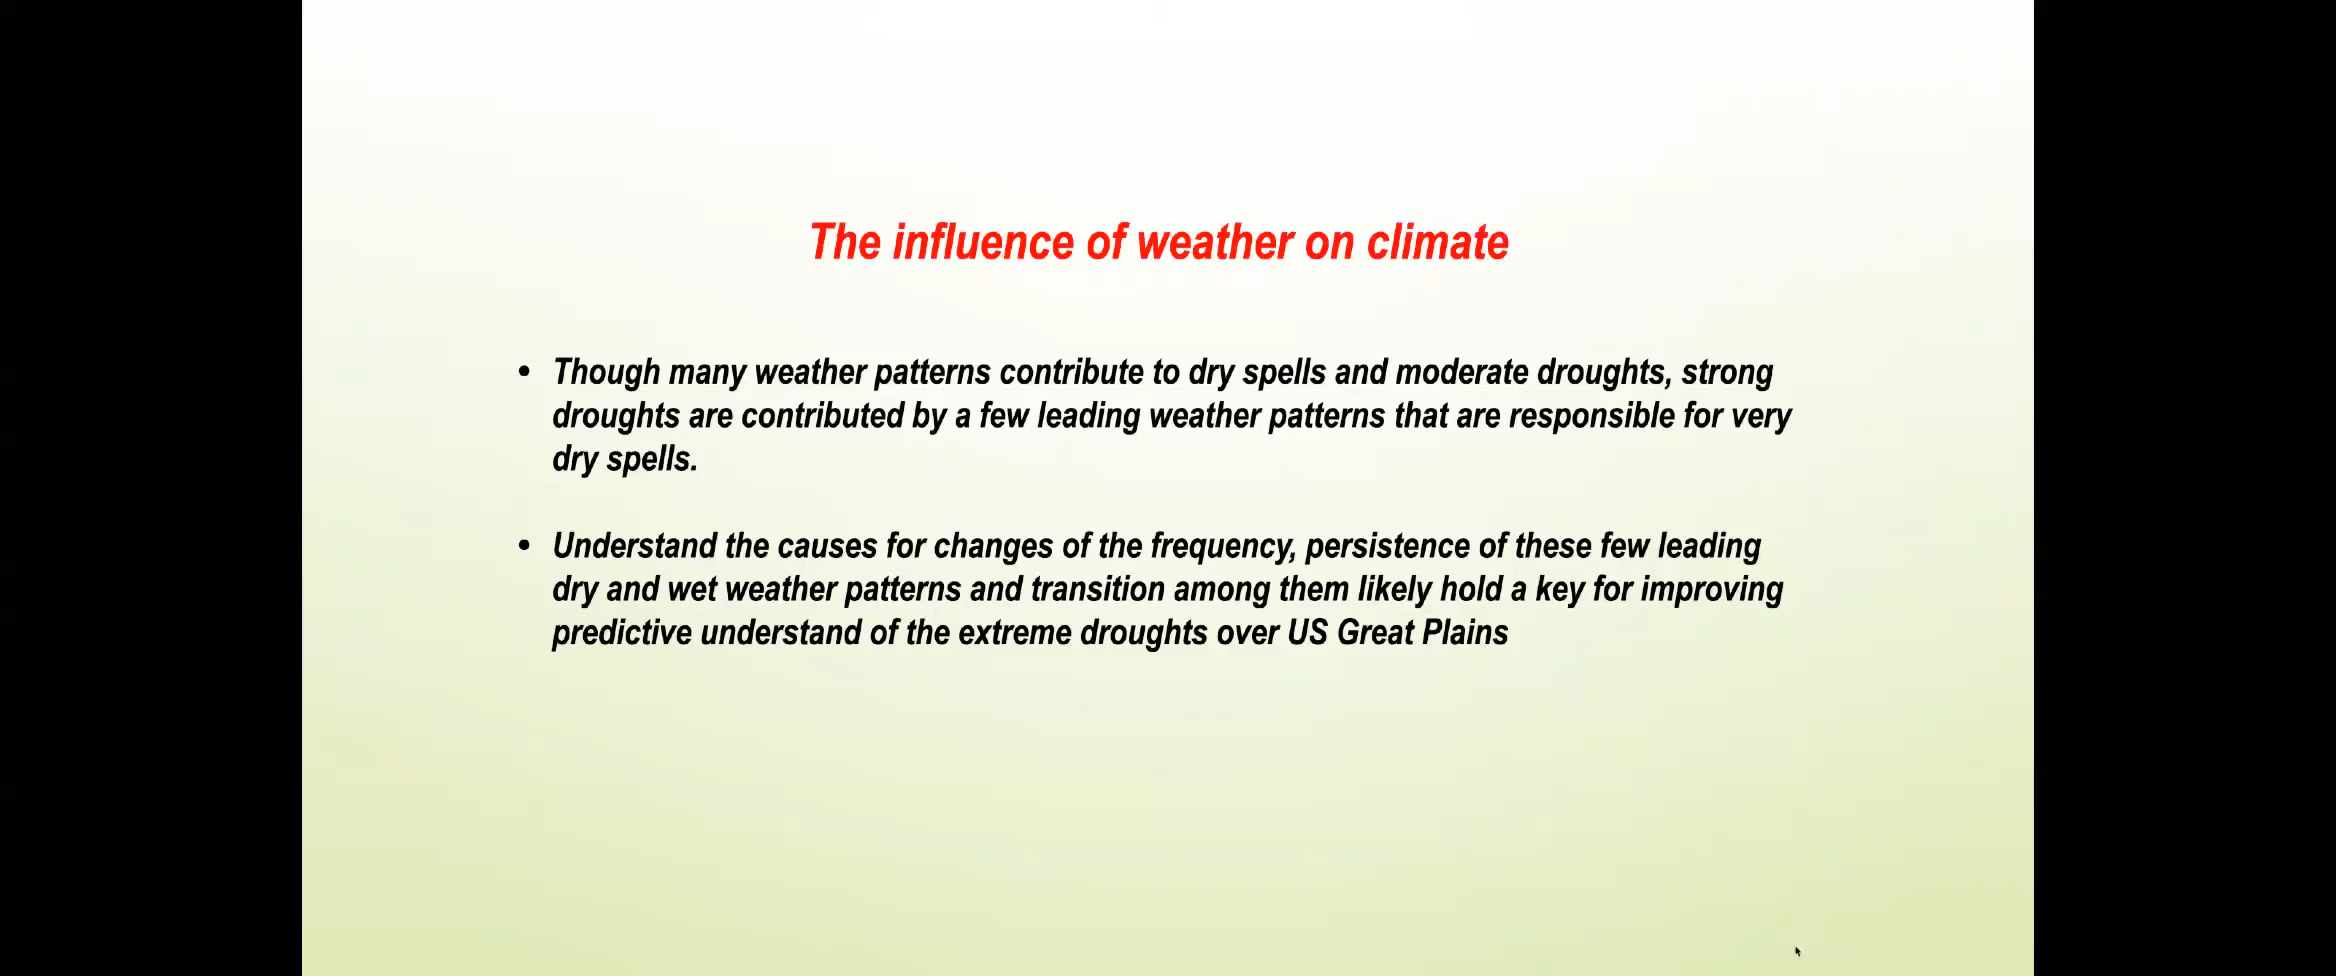 The influence of weather on climate
• Though many weather patterns contribute to dry spells and moderate droughts, strong
droughts are contributed by a few leading weather patterns that are responsible for very
dry spells.
• Understand the causes for changes of the frequency, persistence of these few leading
dry and wet weather patterns and transition among them likely hold a key for improving
predictive understand of the extreme droughts over US Great Plains